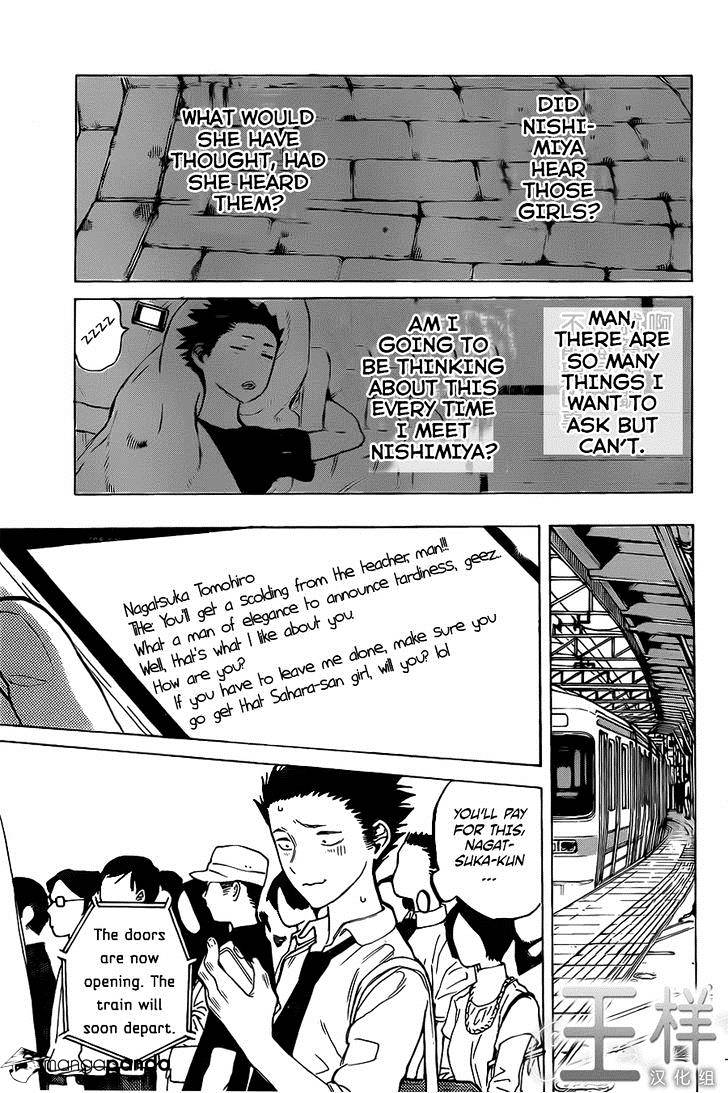 DID
NISHI-
MIYA
HEAR
THOSE
GIRLS?
WHAT WOULD
SHE HAVE
THOUGHT, HAD
SHE HEARD
THEM?
MAN,
THERE ARE
SO MANY
THINGS I
WANT TO
ASK BUT
CAN'T.
AM I
GOING TO
BE THINKING
ABOUT THIS
EVERY TIME
I MEET
NISHIMIYA?
ZZZZ
Nagatsuka Tomohiro
Title: You'll get a scolding from the teacher, man!!!
What a man of elegance to announce tardiness, geez.
Well, that's what I like about you.
How are you?
If you have to leave me alone, make sure you
go get that Sahara-san girl, will you? lol
YOU'LL PAY
FOR THIS,
NAGAT-
SUKA-KUN
...
The doors
are now
opening. The
train will
soon depart.
mangapanda
王样
汉化组